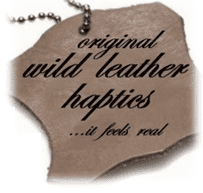 original
wild leather
haptics
...it feels real